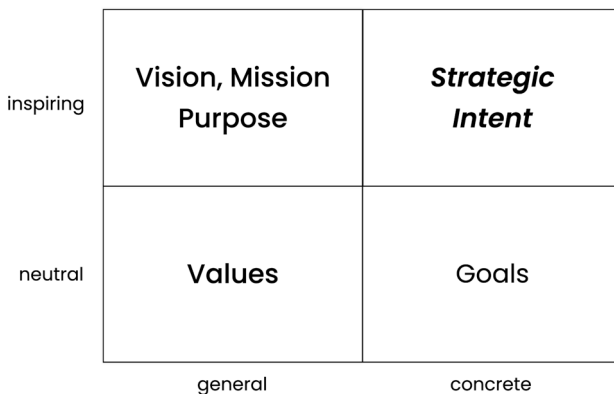 Vision, Mission
Purpose
Strategic
Intent
inspiring
neutral
Values
Goals
general
concrete